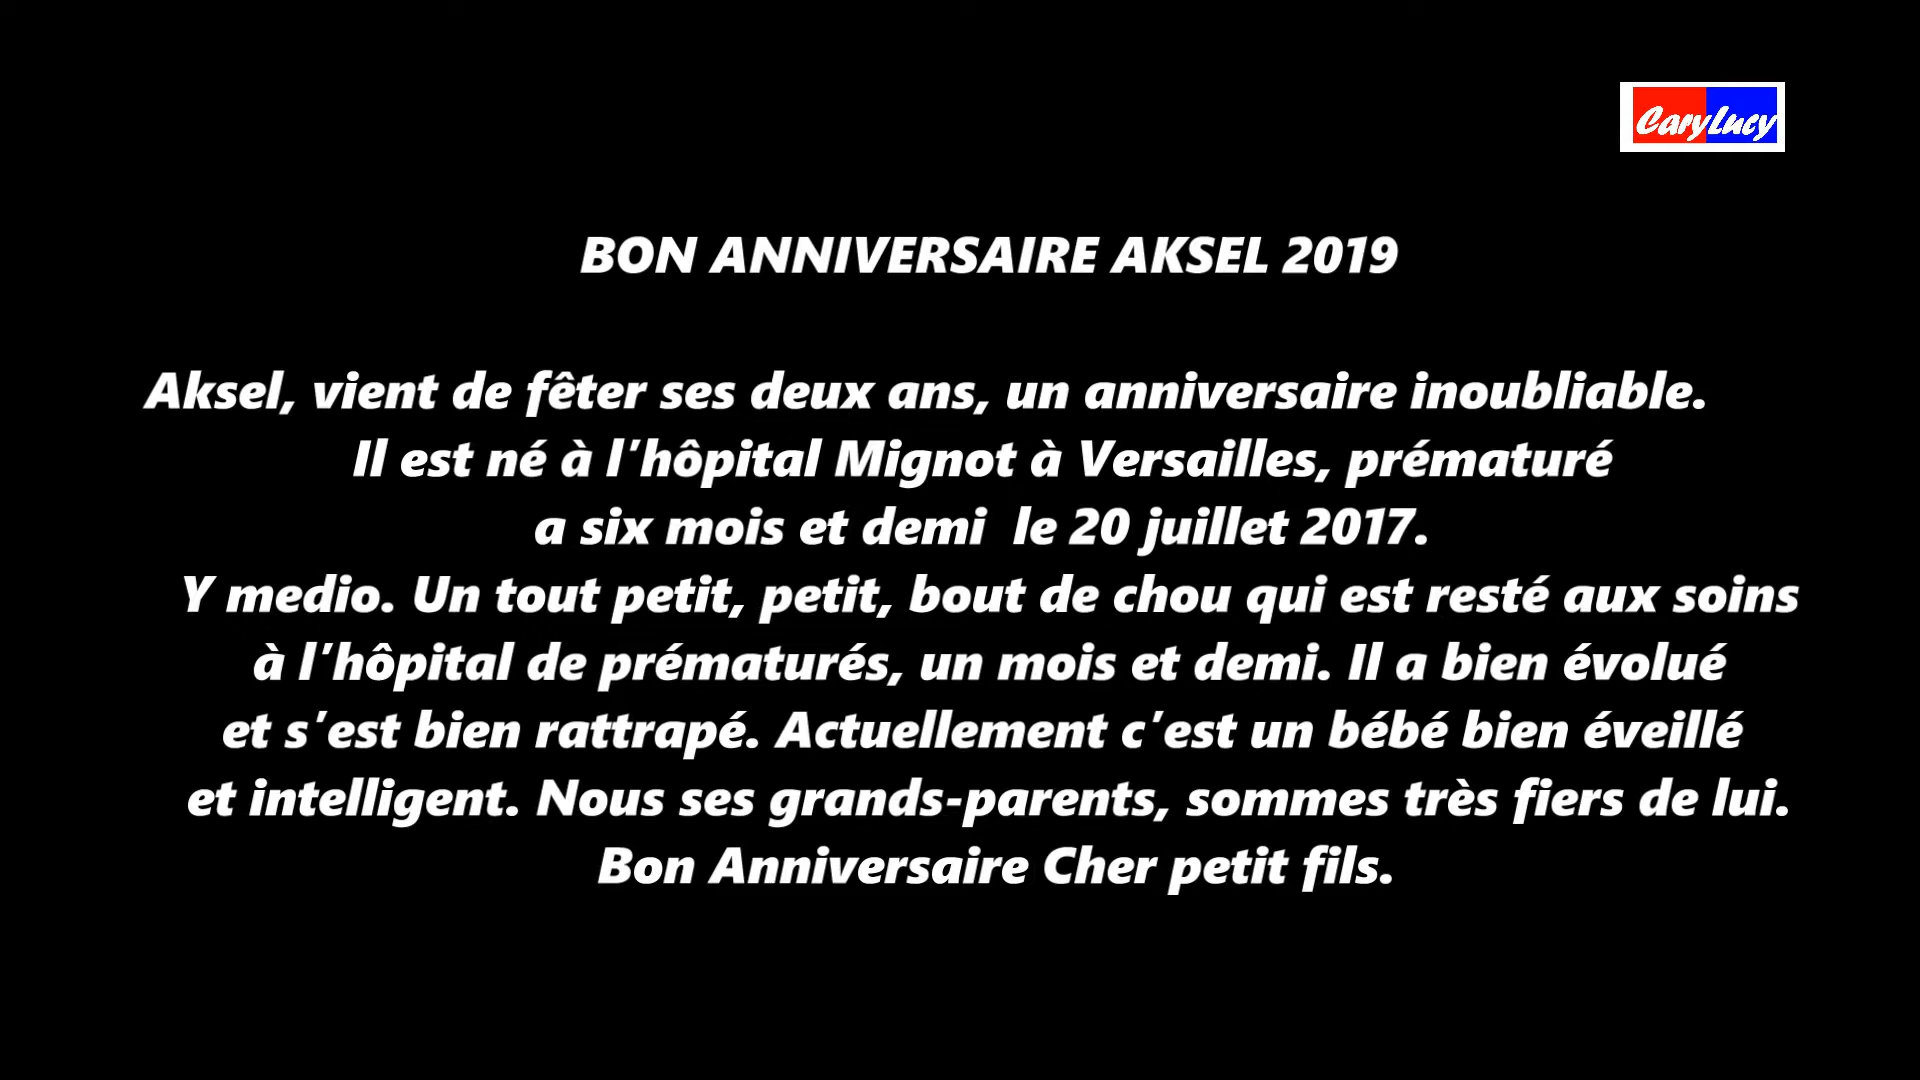 CaryLucy
BON ANNIVERSAIRE AKSEL 2019
Aksel, vient de fêter ses deux ans, un anniversaire inoubliable.
Il est né à l'hôpital Mignot à Versailles, prématuré
a six mois et demi  le 20 juillet 2017.
Y medio. Un tout petit, petit, bout de chou qui est resté aux soins
à l'hôpital de prématurés, un mois et demi. Il a bien évolué
et s'est bien rattrapé. Actuellement c'est un bébé bien éveillé
et intelligent. Nous ses grands-parents, sommes très fiers de lui.
Bon Anniversaire Cher petit fils.